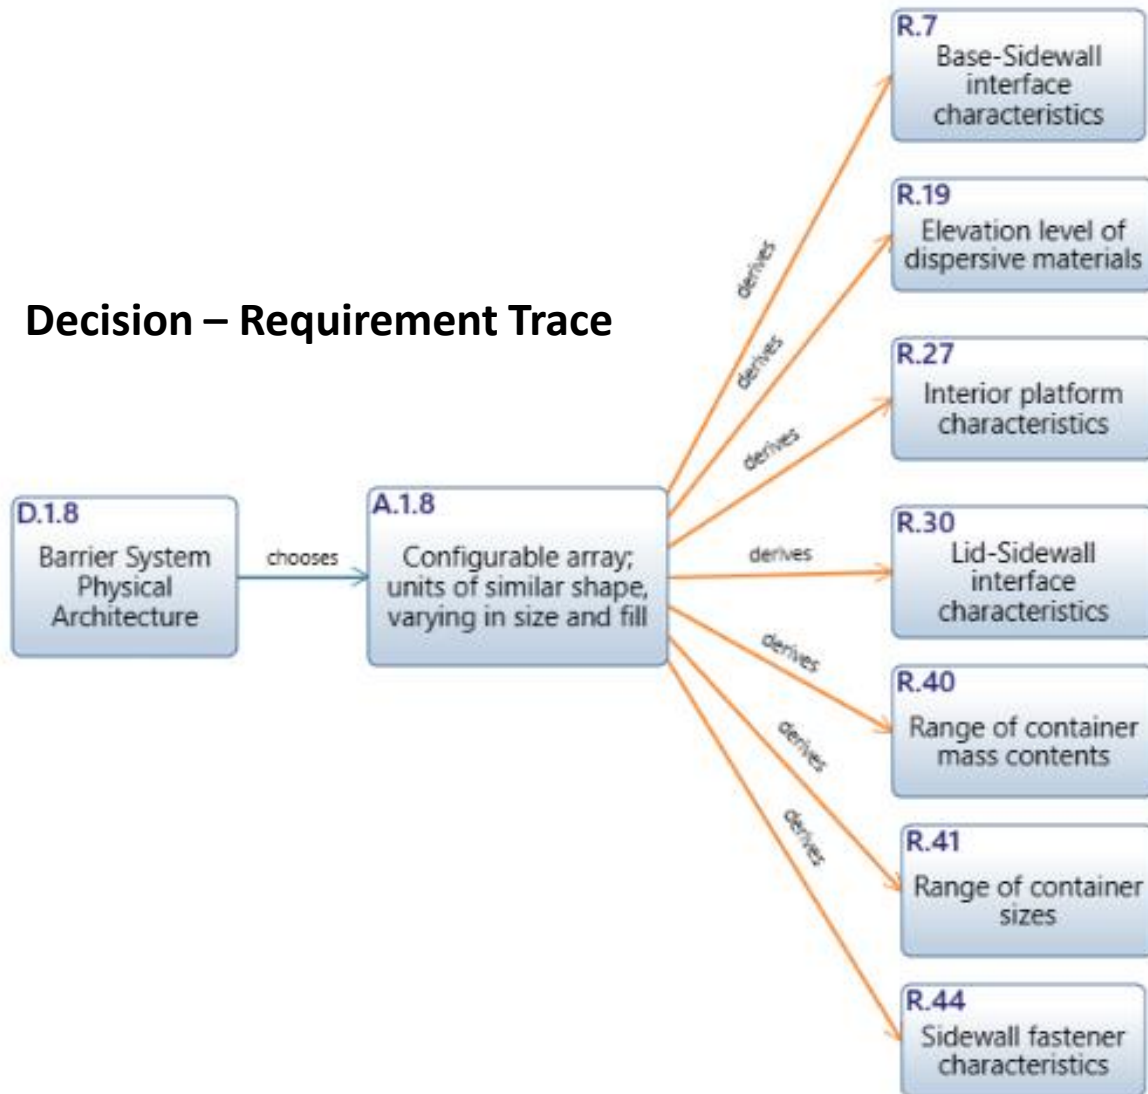 Decision – Requirement Trace
D.1.8
Barrier System
Physical
Architecture
chooses
A.1.8
Configurable array;
units of similar shape,
varying in size and fill
derives
derives
derives
derives
derives
derives
derives
R.7
Base-Sidewall
interface
characteristics
R.19
Elevation level of
dispersive materials
R.27
Interior platform
characteristics
R.30
Lid-Sidewall
interface
characteristics
R.40
Range of container
mass contents
R.41
Range of container
sizes
R.44
Sidewall fastener
characteristics